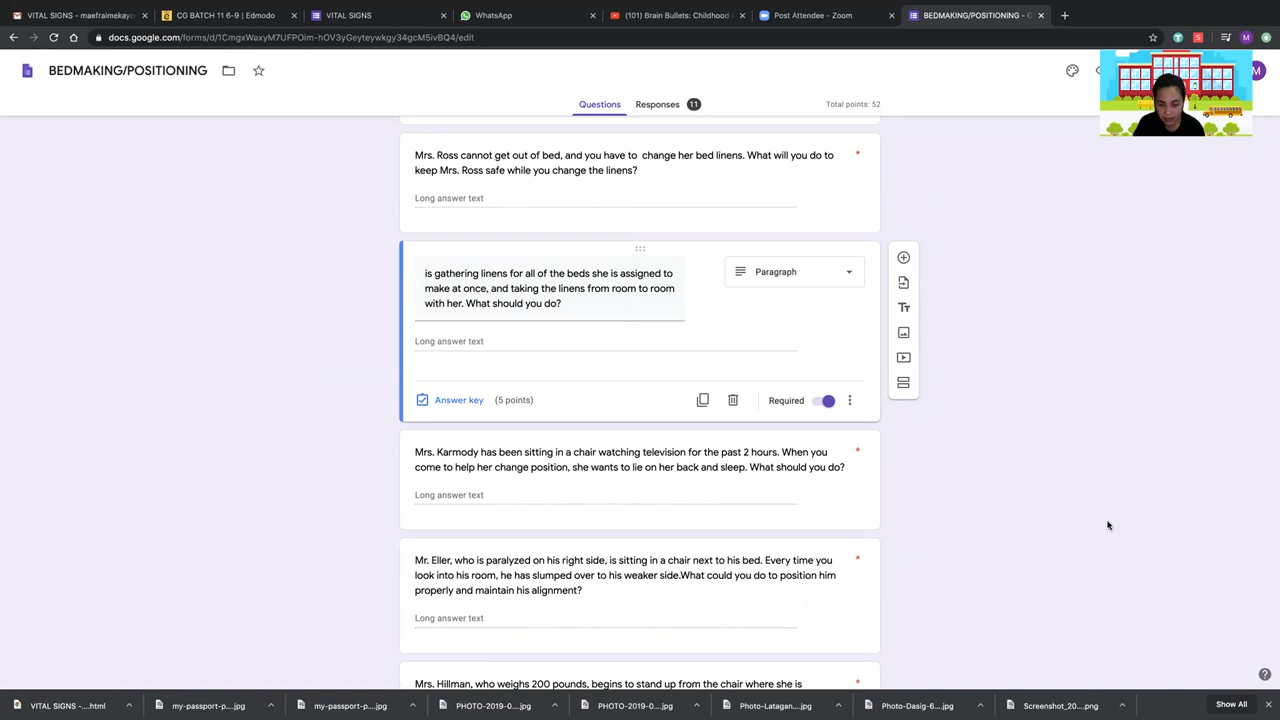 VITAL SIGNS - maefraimekayo
CG BATCH 11 6-9 | Edmodo
VITAL SIGNS
WhatsApp
(101) Brain Bullets: Childhood
Post Attendee - Zoom
BEDMAKING/POSITIONING - G
docs.google.com/forms/d/1CmgxWaxyM7UFPOim-hOV3yGeyteywkgy34gcM5ivBQ4/edit
BEDMAKING/POSITIONING
M
Questions
Responses 11
Total points: 52
Mrs. Ross cannot get out of bed, and you have to change her bed linens. What will you do to *
keep Mrs. Ross safe while you change the linens?
Long answer text
is gathering linens for all of the beds she is assigned to
make at once, and taking the linens from room to room
with her. What should you do?
Paragraph
Long answer text
Answer key (5 points)
Required
Mrs. Karmody has been sitting in a chair watching television for the past 2 hours. When you *
come to help her change position, she wants to lie on her back and sleep. What should you do?
Long answer text
Mr. Eller, who is paralyzed on his right side, is sitting in a chair next to his bed. Every time you *
look into his room, he has slumped over to his weaker side.What could you do to position him
properly and maintain his alignment?
Long answer text
Mrs. Hillman, who weighs 200 pounds, begins to stand up from the chair where she is *
VITAL SIGNS -....html
my-passport-p....jpg
my-passport-p....jpg
PHOTO-2019-0....jpg
PHOTO-2019-0....jpg
Photo-Latagan....jpg
Photo-Dasig-6....jpg
Screenshot_20....png
Show All